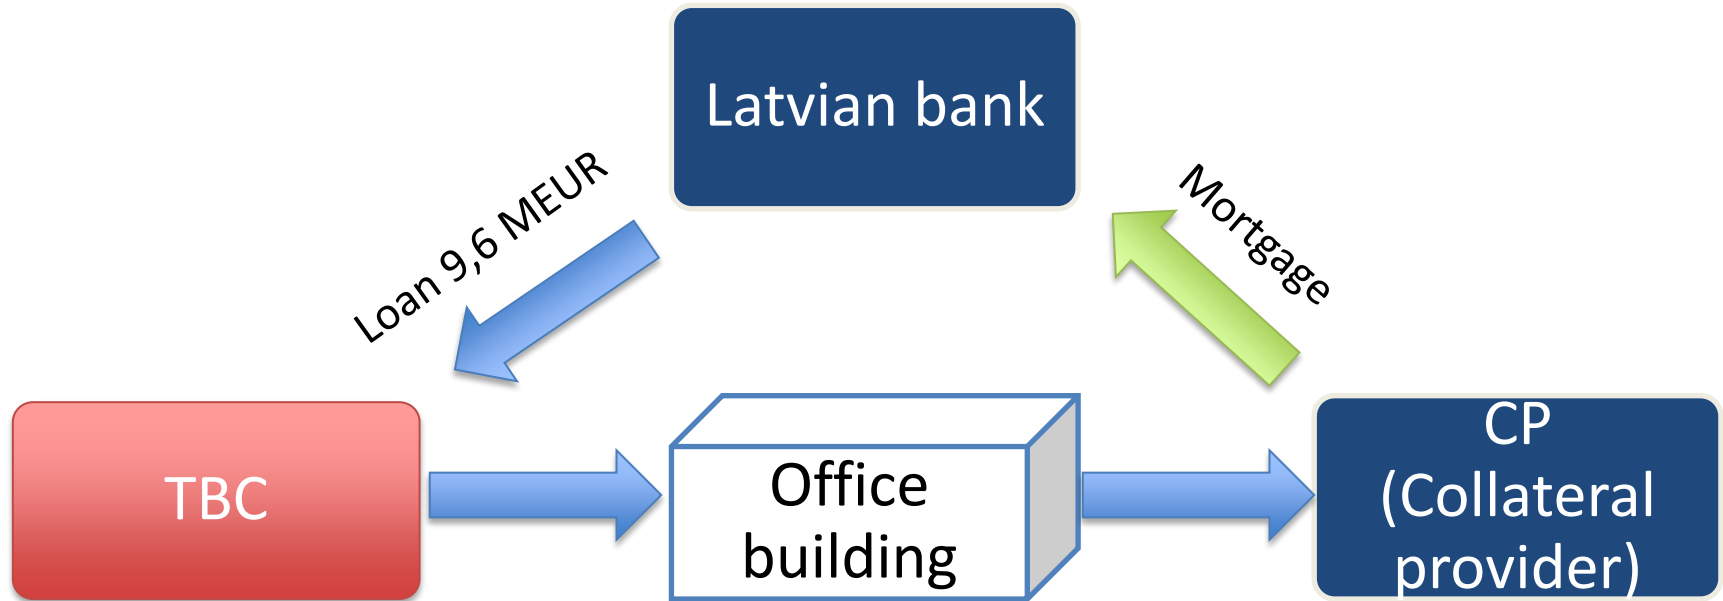 Latvian bank
Loan 9,6 MEUR
Mortgage
TBC
Office
building
CP
(Collateral
provider)